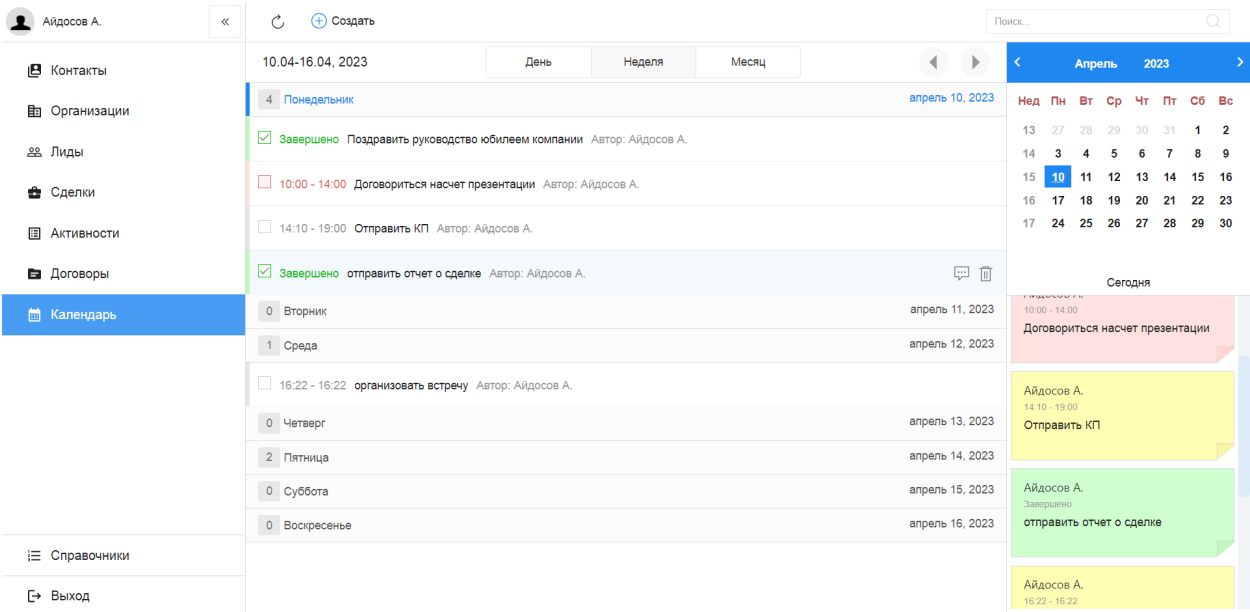 Айдосов А.
«
Создать
Поиск...
Контакты
Организации
Лиды
Сделки
Активности
Договоры
Календарь
Справочники
Выход
10.04-16.04, 2023
День
Неделя
Месяц
4 Понедельник апрель 10, 2023
Завершено Поздравить руководство юбилеем компании Автор: Айдосов А.
10:00 - 14:00 Договориться насчет презентации Автор: Айдосов А.
14:10 - 19:00 Отправить КП Автор: Айдосов А.
Завершено отправить отчет о сделке Автор: Айдосов А.
0 Вторник апрель 11, 2023
1 Среда апрель 12, 2023
16:22 - 16:22 организовать встречу Автор: Айдосов А.
0 Четверг апрель 13, 2023
2 Пятница апрель 14, 2023
0 Суббота апрель 15, 2023
0 Воскресенье апрель 16, 2023
Апрель 2023
Нед Пн Вт Ср Чт Пт Сб Вс
13 27 28 29 30 31 1 2
14 3 4 5 6 7 8 9
15 10 11 12 13 14 15 16
16 17 18 19 20 21 22 23
17 24 25 26 27 28 29 30
Сегодня
Айдосов А.
10:00 - 14:00
Договориться насчет презентации
Айдосов А.
14:10 - 19:00
Отправить КП
Айдосов А.
Завершено
отправить отчет о сделке
Айдосов А.
16:22 - 16:22